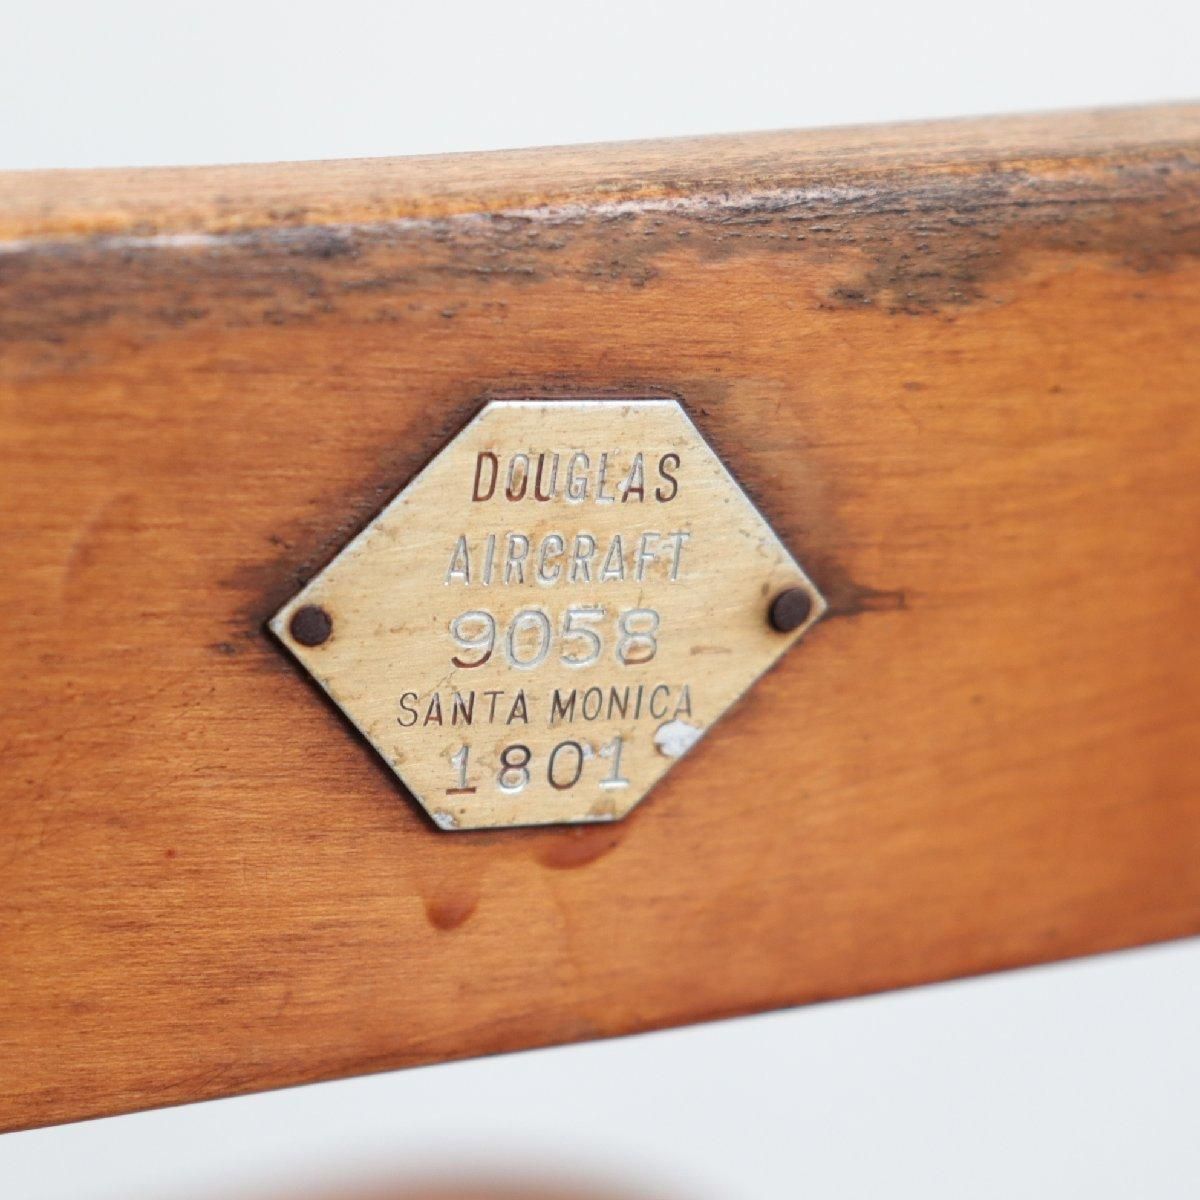 DOUGLAS
AIRCRAFT
9058
SANTA MONICA
1801